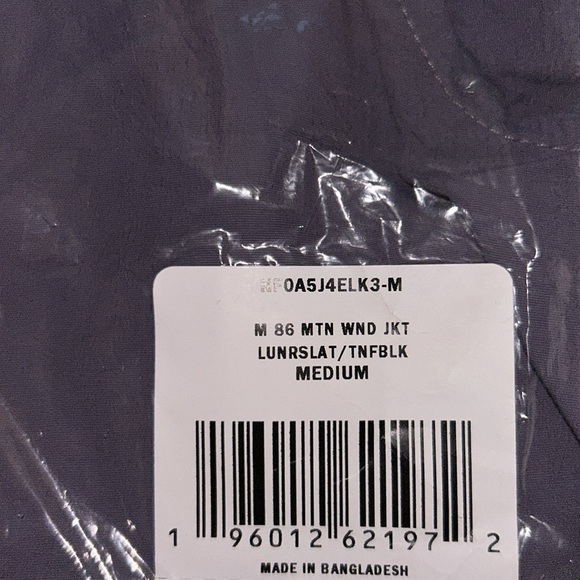 NF0A5J4ELK3-M
M 86 MTN WND JKT
LUNRSLAT/TNFBLK
MEDIUM
1 96012 62197 2
MADE IN BANGLADESH